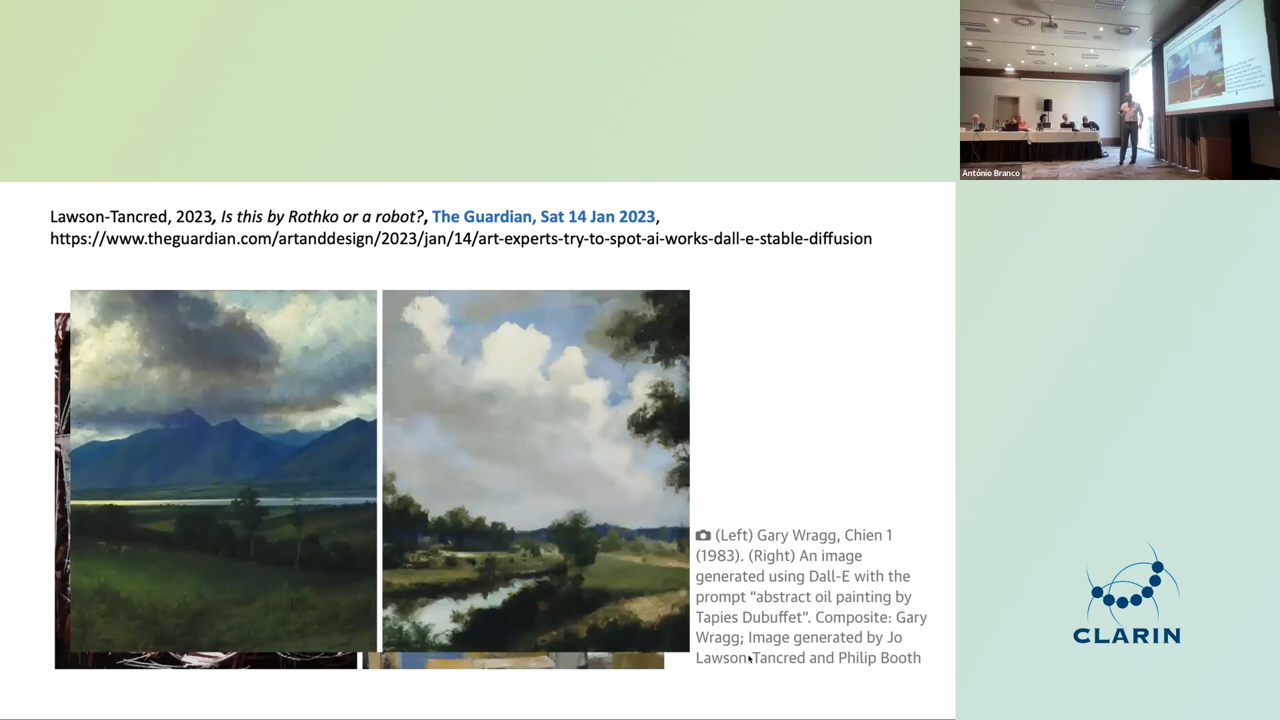 António Branco
Lawson-Tancred, 2023, Is this by Rothko or a robot?, The Guardian, Sat 14 Jan 2023,
https://www.theguardian.com/artanddesign/2023/jan/14/art-experts-try-to-spot-ai-works-dall-e-stable-diffusion
(Left) Gary Wragg, Chien 1
(1983). (Right) An image
generated using Dall-E with the
prompt “abstract oil painting by
Tapies Dubuffet”. Composite: Gary
Wragg; Image generated by Jo
Lawson-Tancred and Philip Booth
CLARIN